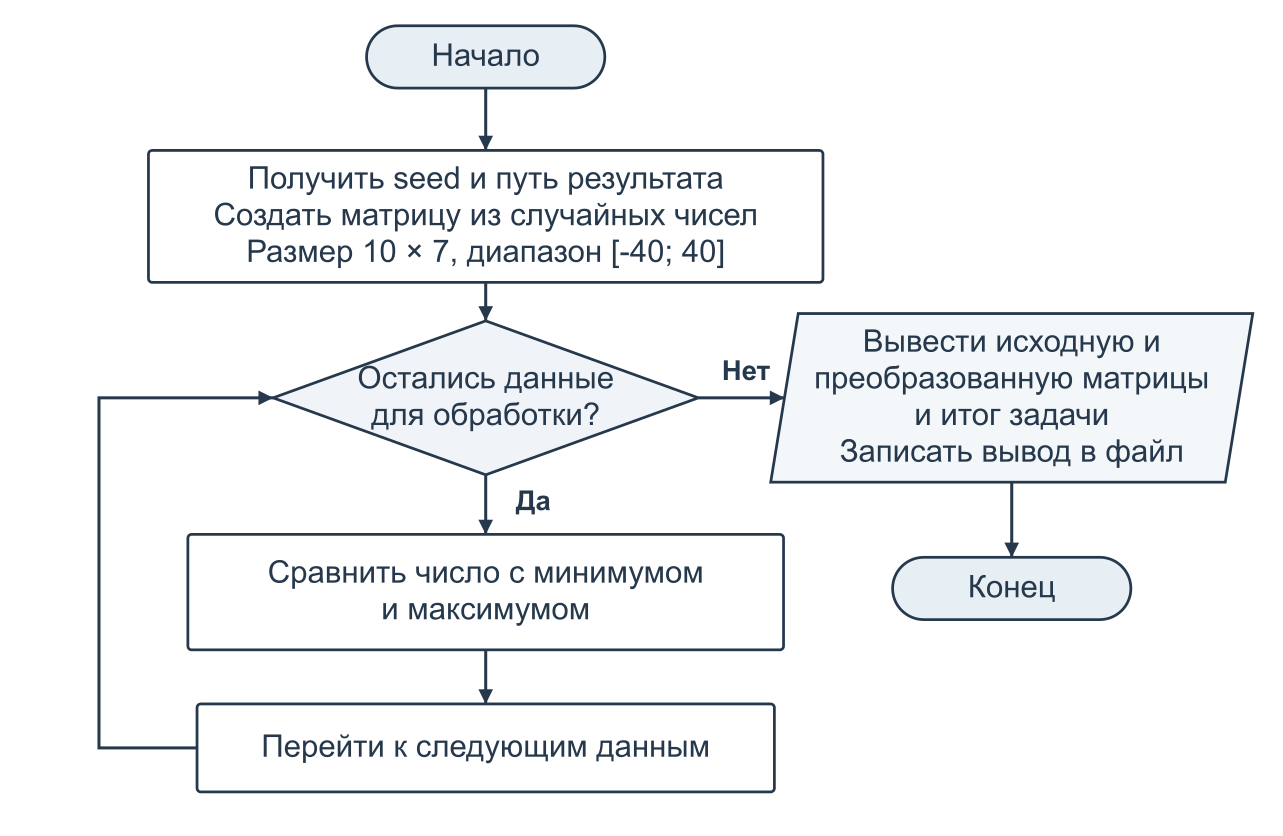 Начало
Получить seed и путь результата
Создать матрицу из случайных чисел
Размер 10 × 7, диапазон [-40; 40]
Остались данные
для обработки?
Нет
Вывести исходную и
преобразованную матрицы
и итог задачи
Записать вывод в файл
Да
Сравнить число с минимумом
и максимумом
Конец
Перейти к следующим данным